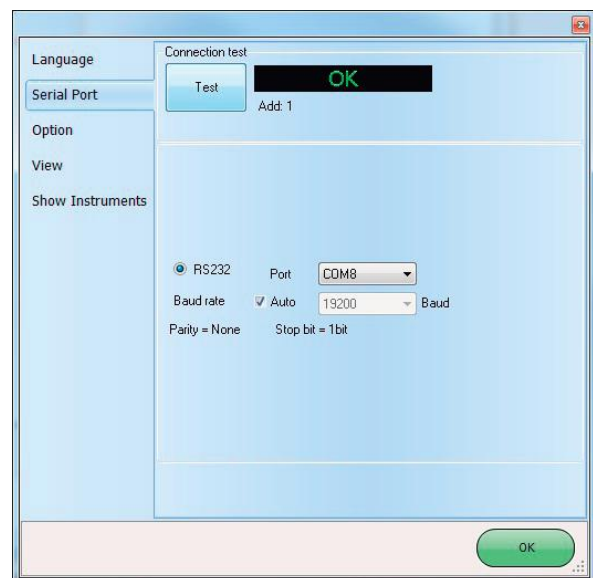 Language
Serial Port
Option
View
Show Instruments
Connection test
Test
OK
Add: 1
RS232 Port COM8
Baud rate Auto 19200 Baud
Parity = None Stop bit = 1bit
OK